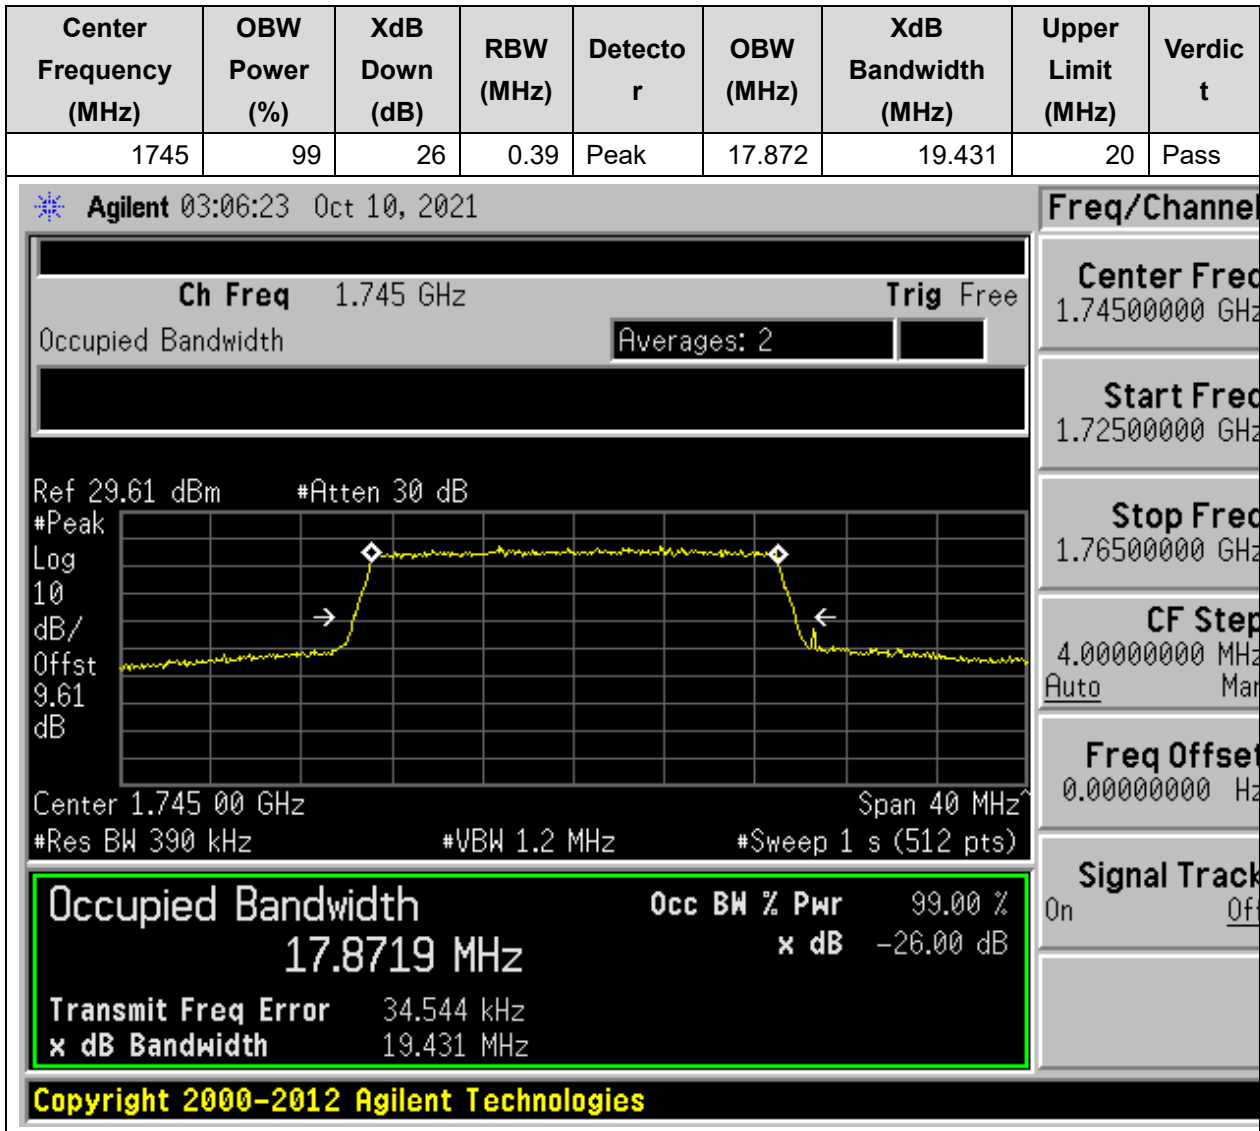 Center Frequency (MHz) OBW Power (%) XdB Down (dB) RBW (MHz) Detector OBW (MHz) XdB Bandwidth (MHz) Upper Limit (MHz) Verdict
1745 99 26 0.39 Peak 17.872 19.431 20 Pass
Agilent 03:06:23 Oct 10, 2021
Ch Freq 1.745 GHz Trig Free
Occupied Bandwidth Averages: 2
Ref 29.61 dBm #Atten 30 dB
#Peak
Log
10
dB/
Offst
9.61
dB
Center 1.745 00 GHz Span 40 MHz^
#Res BW 390 kHz #VBW 1.2 MHz #Sweep 1 s (512 pts)
Occupied Bandwidth
17.8719 MHz
Occ BW % Pwr 99.00 %
x dB -26.00 dB
Transmit Freq Error 34.544 kHz
x dB Bandwidth 19.431 MHz
Copyright 2000-2012 Agilent Technologies
Freq/Channel
Center Freq
1.74500000 GHz
Start Freq
1.72500000 GHz
Stop Freq
1.76500000 GHz
CF Step
4.00000000 MHz
Auto Man
Freq Offset
0.00000000 Hz
Signal Track
On Off